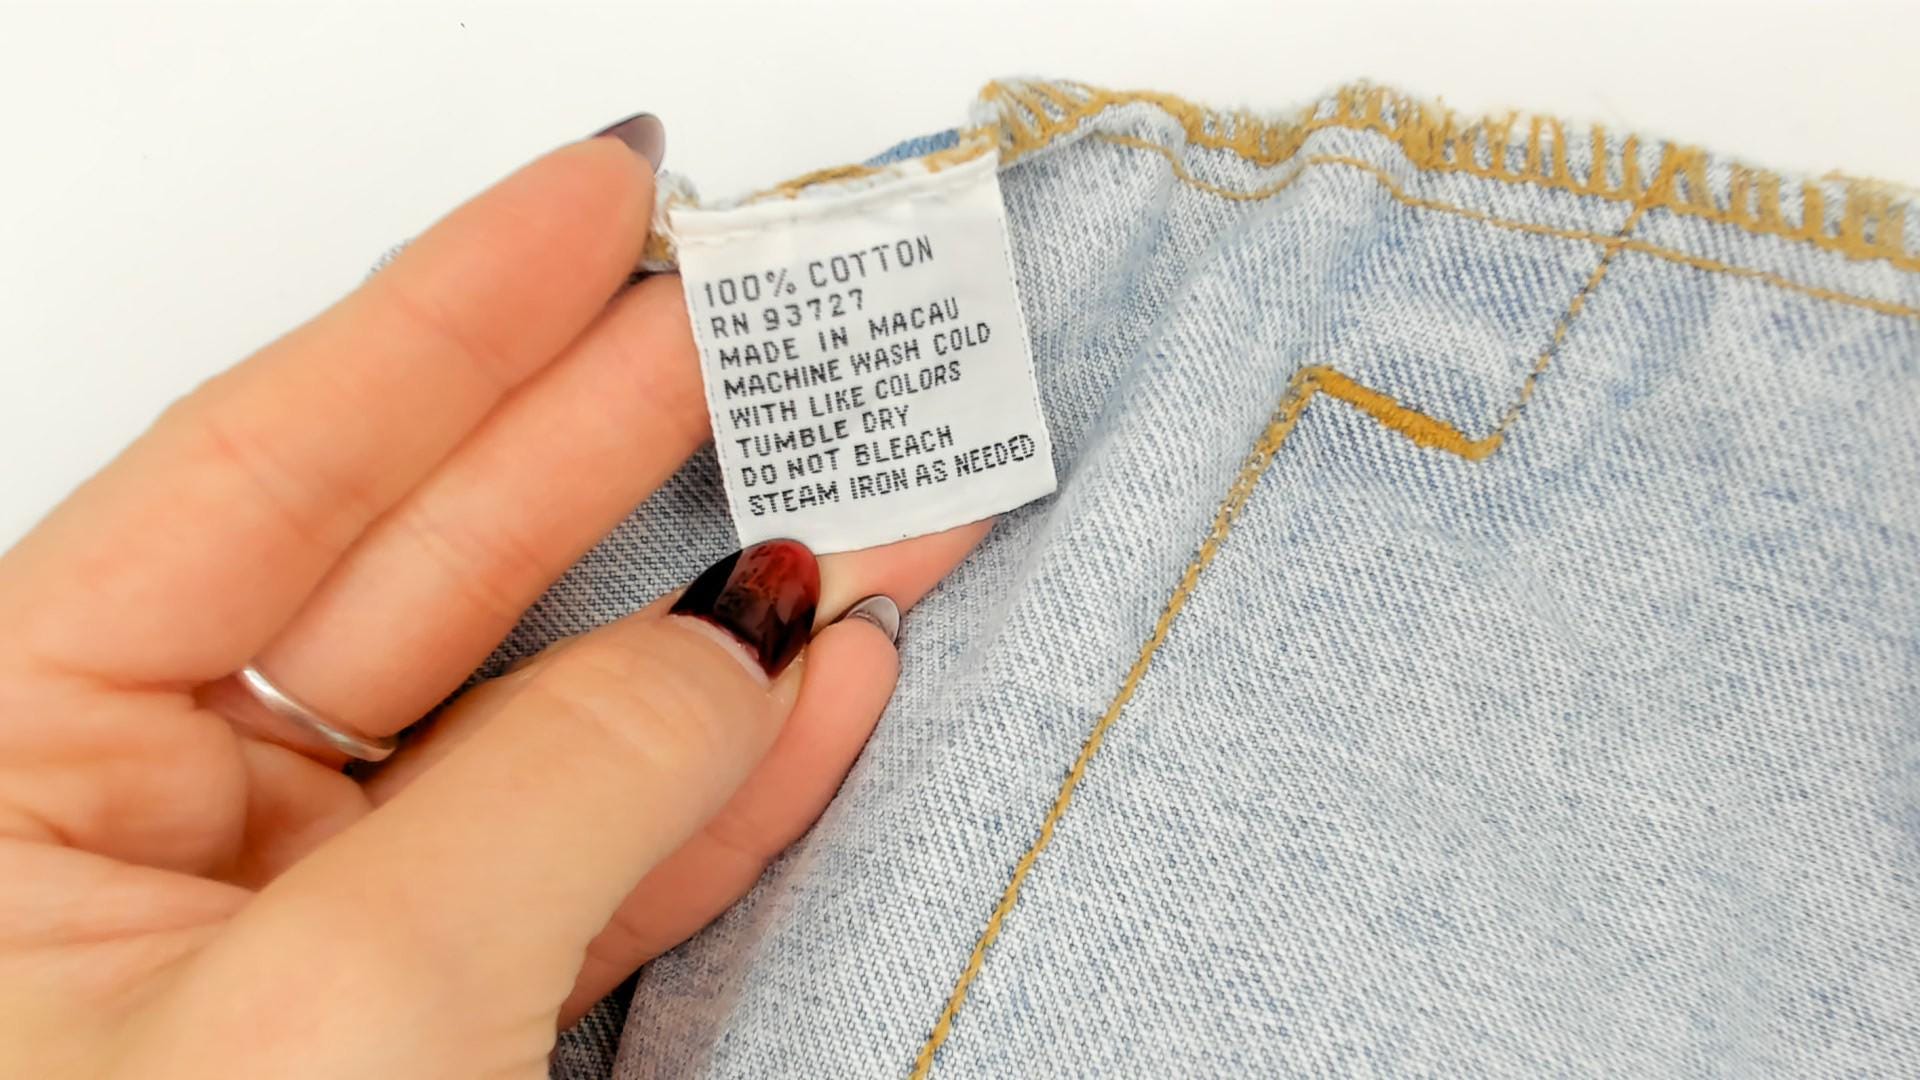 100% COTTON
RN 93727
MADE IN MACAU
MACHINE WASH COLD
WITH LIKE COLORS
TUMBLE DRY
DO NOT BLEACH
STEAM IRON AS NEEDED